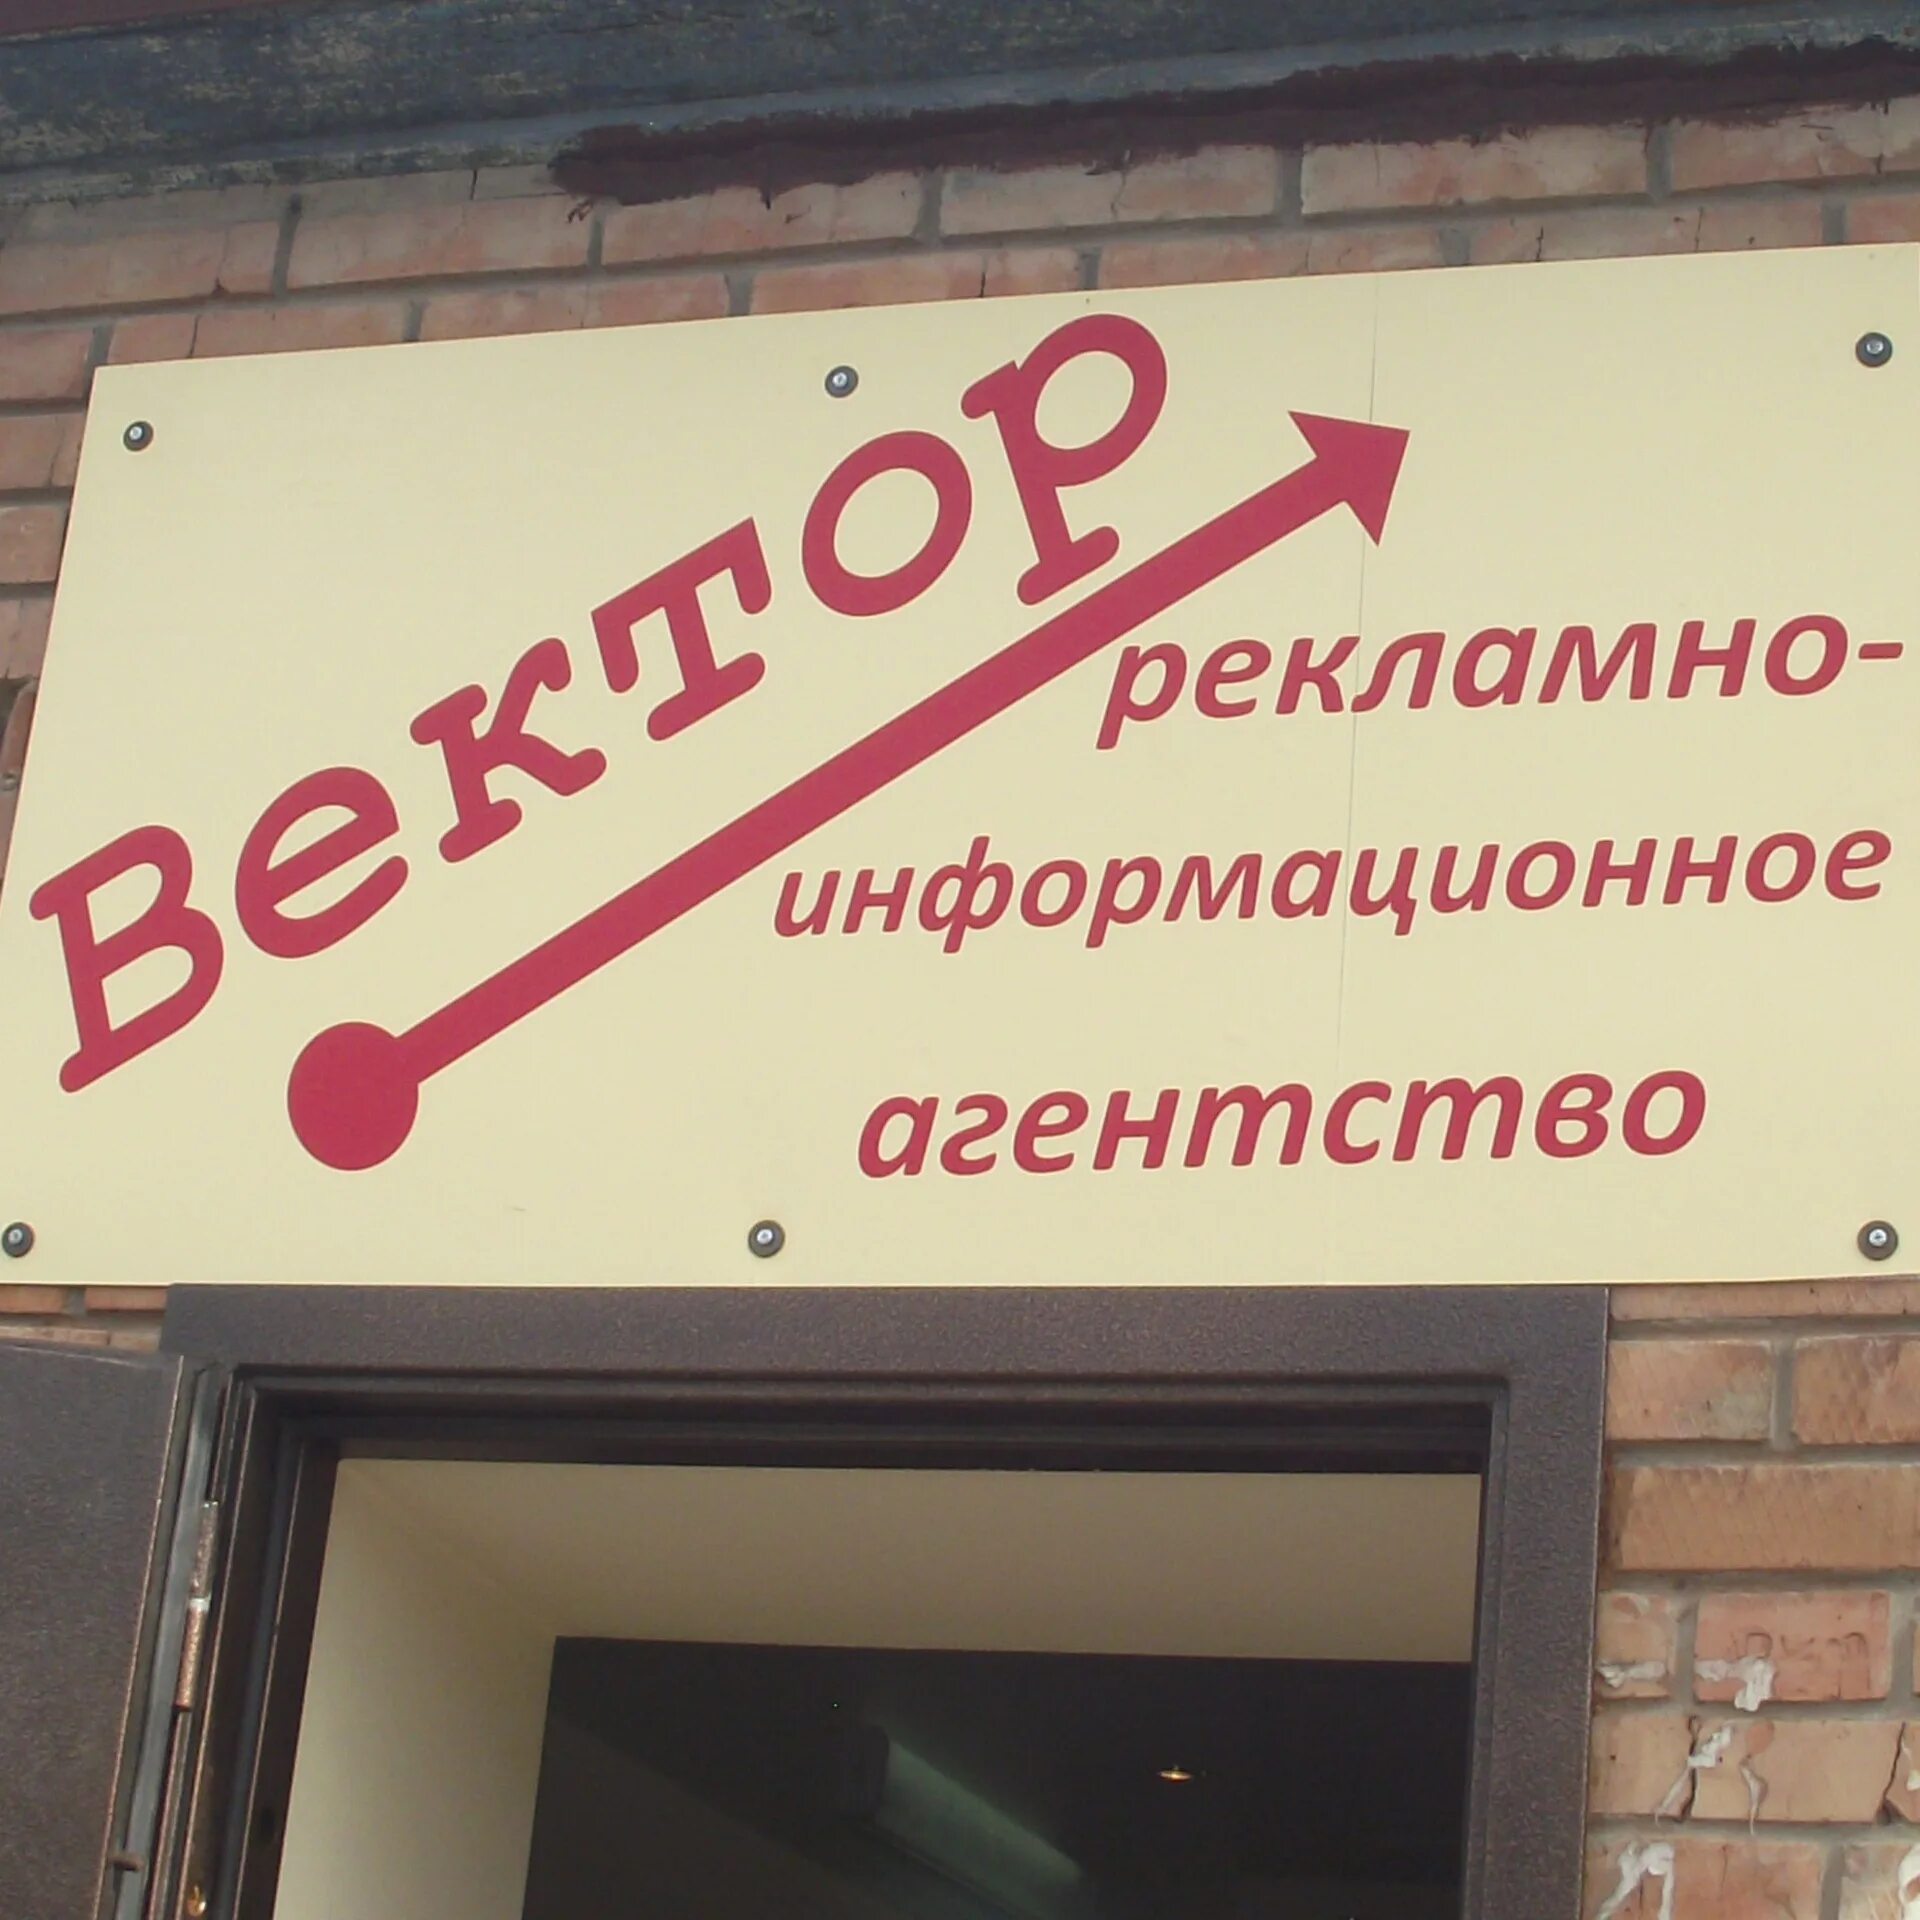 Вектор
рекламно-
информационное
агентство